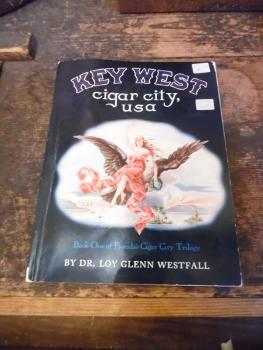 KEY WEST
cigar city,
usa
Book One of Florida's Cigar City Trilogy
BY DR. LOY GLENN WESTFALL